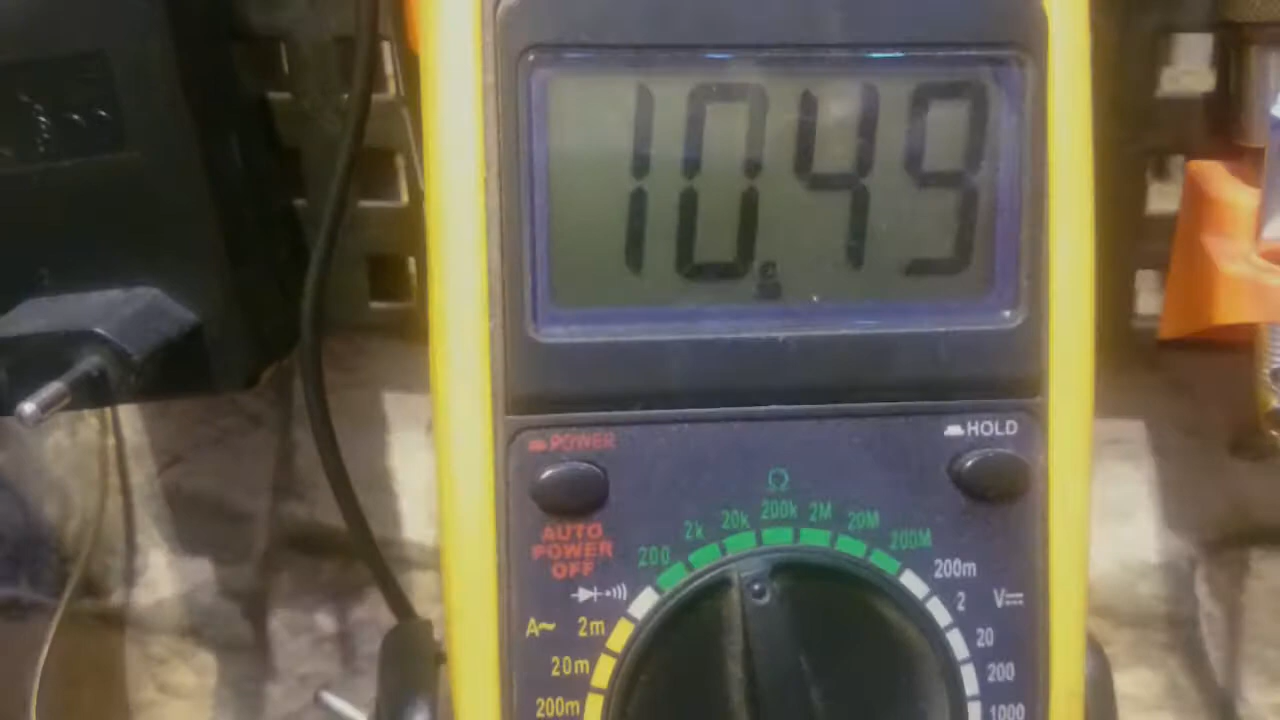 10.49
POWER
HOLD
AUTO
POWER
OFF
Ω
200
2k
20k
200k
2M
20M
200M
200m
2
V⎓
20
200
1000
A~
2m
20m
200m